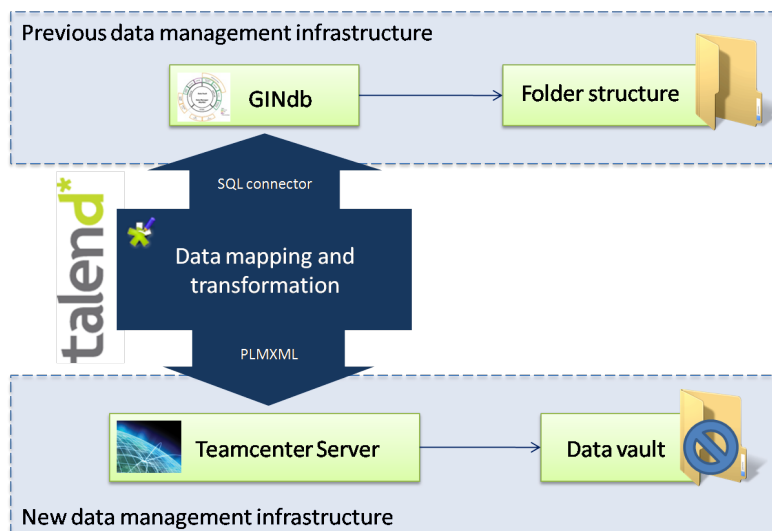 Previous data management infrastructure
GINdb
Folder structure
SQL connector
talend*
Data mapping and
transformation
PLMXML
Teamcenter Server
Data vault
New data management infrastructure